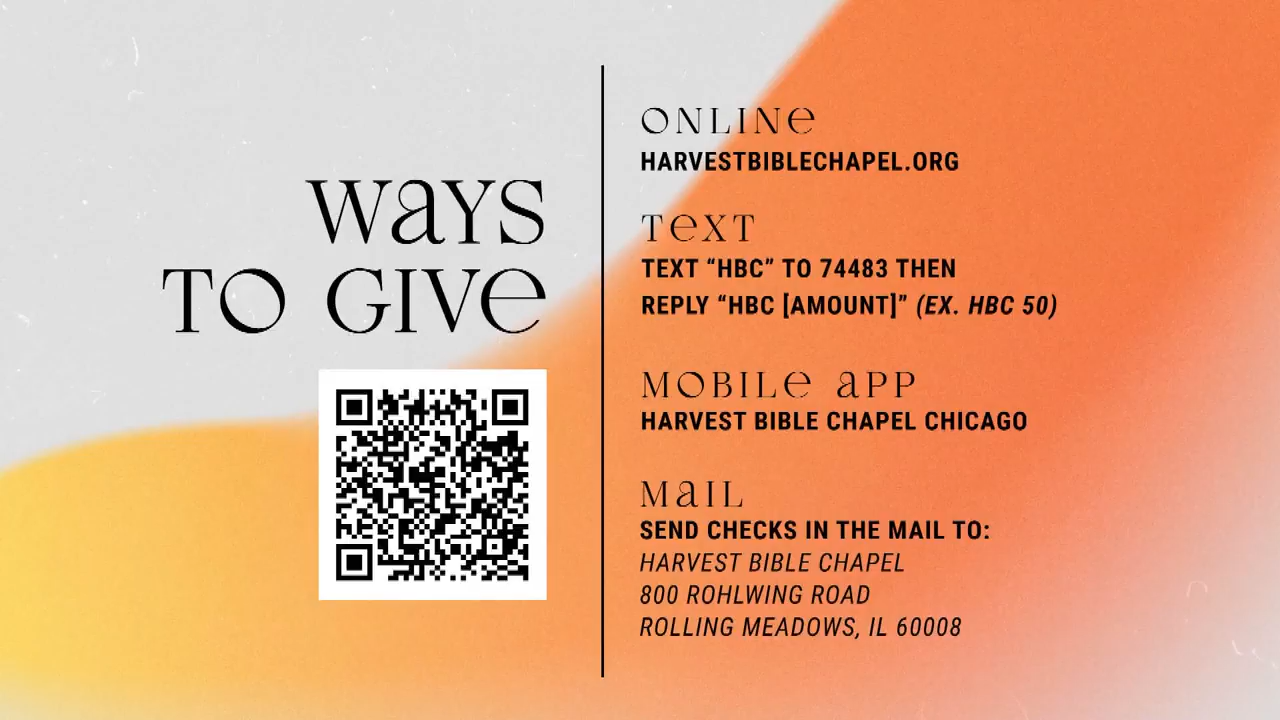 WaYS
TO GIVe
ONLINe
HARVESTBIBLECHAPEL.ORG
TeXT
TEXT “HBC” TO 74483 THEN
REPLY “HBC [AMOUNT]” (EX. HBC 50)
MOBILe aPP
HARVEST BIBLE CHAPEL CHICAGO
MaIL
SEND CHECKS IN THE MAIL TO:
HARVEST BIBLE CHAPEL
800 ROHLWING ROAD
ROLLING MEADOWS, IL 60008